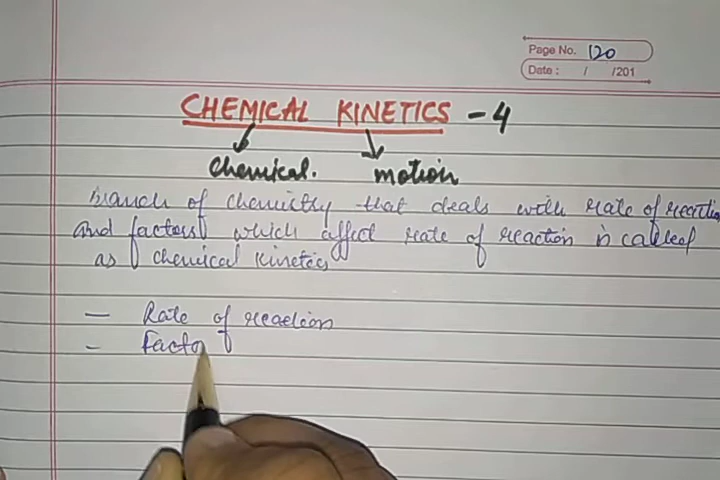 Page No. 120
Date : / /201
CHEMICAL KINETICS - 4
Chemical. motion
branch of chemistry that deals with rate of reaction
and factors which affect rate of reaction is called
as chemical kinetics
— Rate of reaction
– Facto